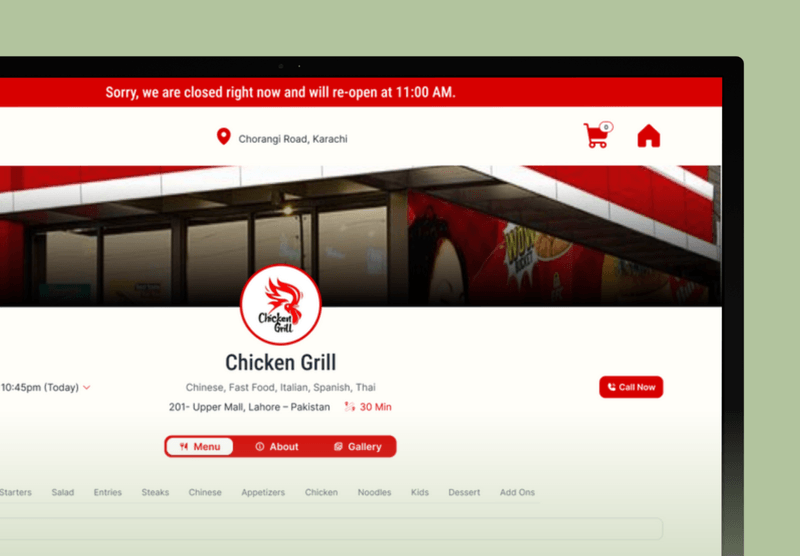 Sorry, we are closed right now and will re-open at 11:00 AM.
Chorangi Road, Karachi
0
WOW
BUCKET
Chicken
Grill
Chicken Grill
10:45pm (Today)
Chinese, Fast Food, Italian, Spanish, Thai
Call Now
201- Upper Mall, Lahore – Pakistan 30 Min
Menu About Gallery
Starters Salad Entries Steaks Chinese Appetizers Chicken Noodles Kids Dessert Add Ons